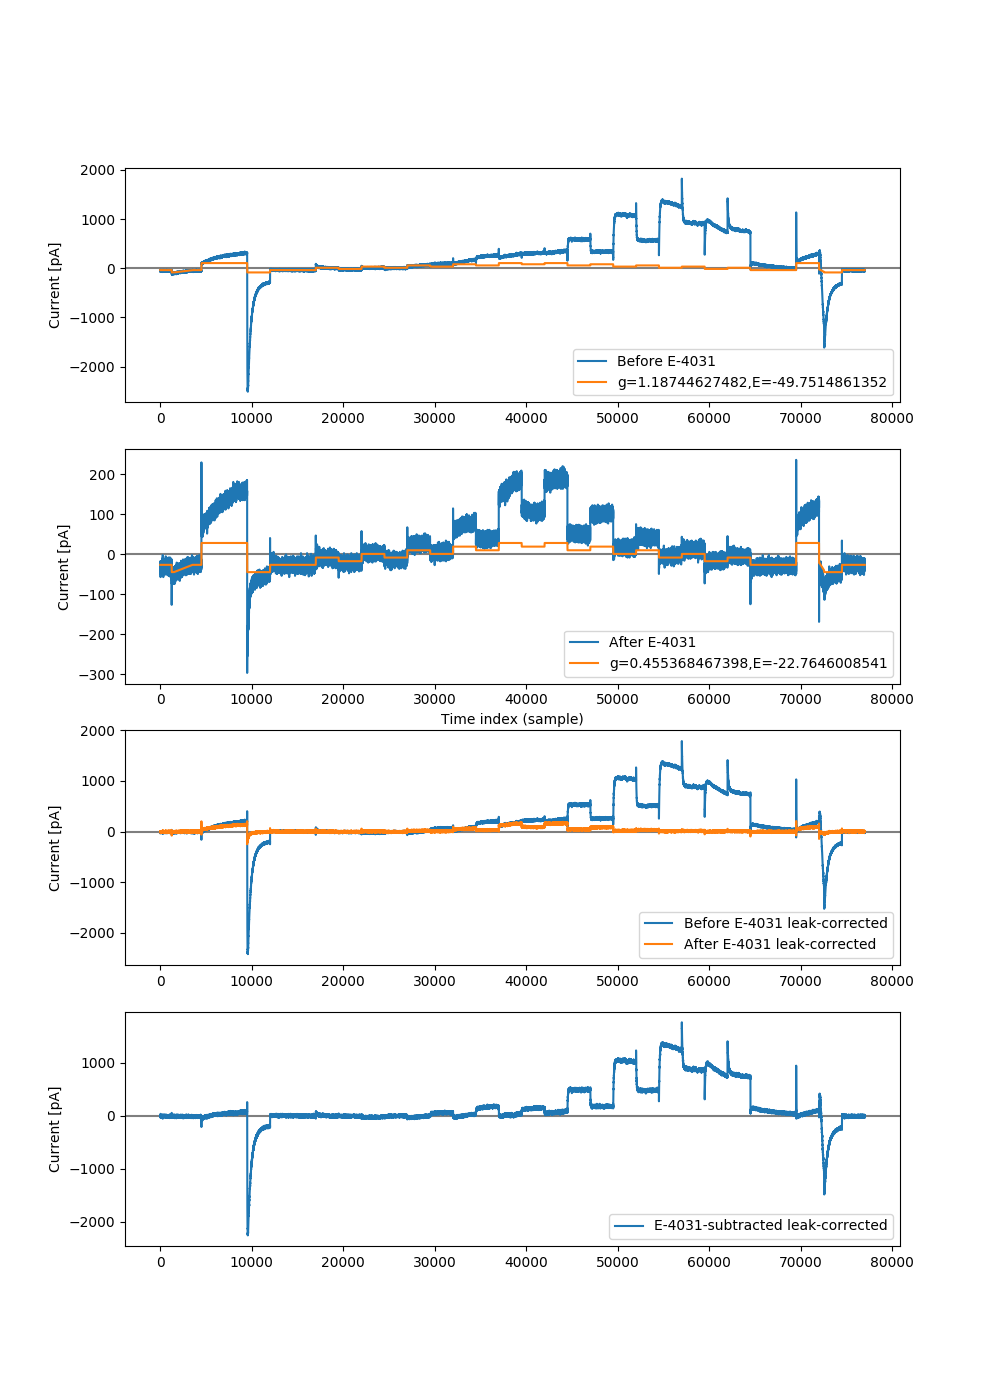 2000
1000
0
−1000
−2000
Current [pA]
Before E-4031
g=1.18744627482,E=-49.7514861352
0 10000 20000 30000 40000 50000 60000 70000 80000
200
100
0
−100
−200
−300
Current [pA]
After E-4031
g=0.455368467398,E=-22.7646008541
0 10000 20000 30000 40000 50000 60000 70000 80000
Time index (sample)
2000
1000
0
−1000
−2000
Current [pA]
Before E-4031 leak-corrected
After E-4031 leak-corrected
0 10000 20000 30000 40000 50000 60000 70000 80000
1000
0
−1000
−2000
Current [pA]
E-4031-subtracted leak-corrected
0 10000 20000 30000 40000 50000 60000 70000 80000